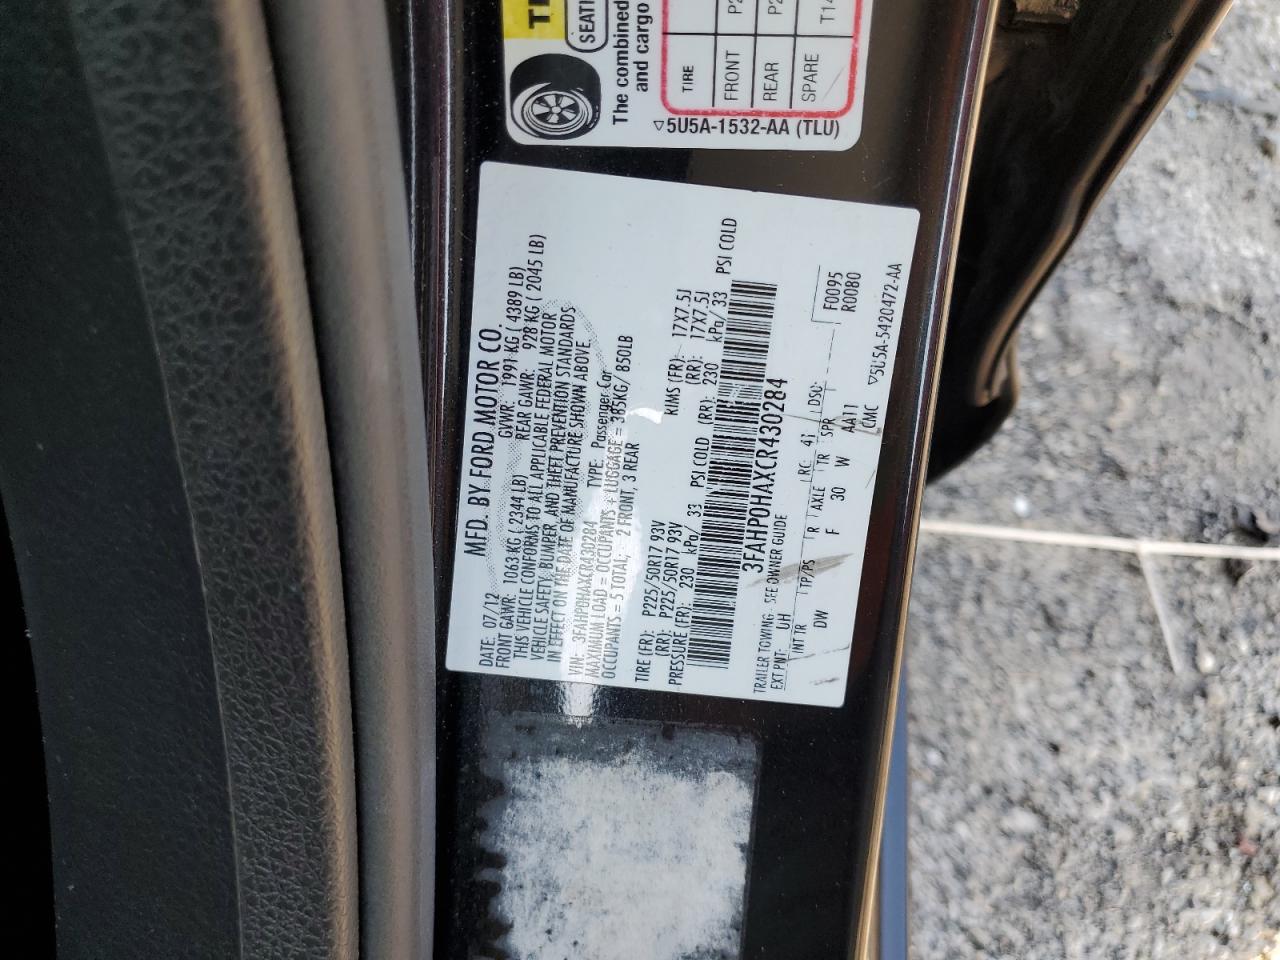 SEATI
The combined
and cargo
TIRE
FRONT P2
REAR P2
SPARE T14
5U5A-1532-AA (TLU)
MFD. BY FORD MOTOR CO.
DATE: 07/12 GVWR: 1991 KG ( 4389 LB)
FRONT GAWR: 1063 KG ( 2344 LB) REAR GAWR: 928 KG ( 2045 LB)
THIS VEHICLE CONFORMS TO ALL APPLICABLE FEDERAL MOTOR
VEHICLE SAFETY, BUMPER, AND THEFT PREVENTION STANDARDS
IN EFFECT ON THE DATE OF MANUFACTURE SHOWN ABOVE.
VIN: 3FAHP0HAXCR430284 TYPE: Passenger Car
MAXIMUM LOAD = OCCUPANTS + LUGGAGE = 385KG/ 850LB
OCCUPANTS = 5 TOTAL: 2 FRONT, 3 REAR
TIRE (FR): P225/50R17 93V RIMS (FR): 17X7.5J
(RR): P225/50R17 93V (RR): 17X7.5J
PRESSURE (FR): 230 kPa/ 33 PSI COLD (RR): 230 kPa/ 33 PSI COLD
3FAHP0HAXCR430284
TRAILER TOWING- SEE OWNER GUIDE
EXT PNT: UH RC: 41 DSO: F0095
INT TR TP/PS R AXLE TR SPR R0080
DW F 30 W AA11
CMC 5U5A-5420472-AA